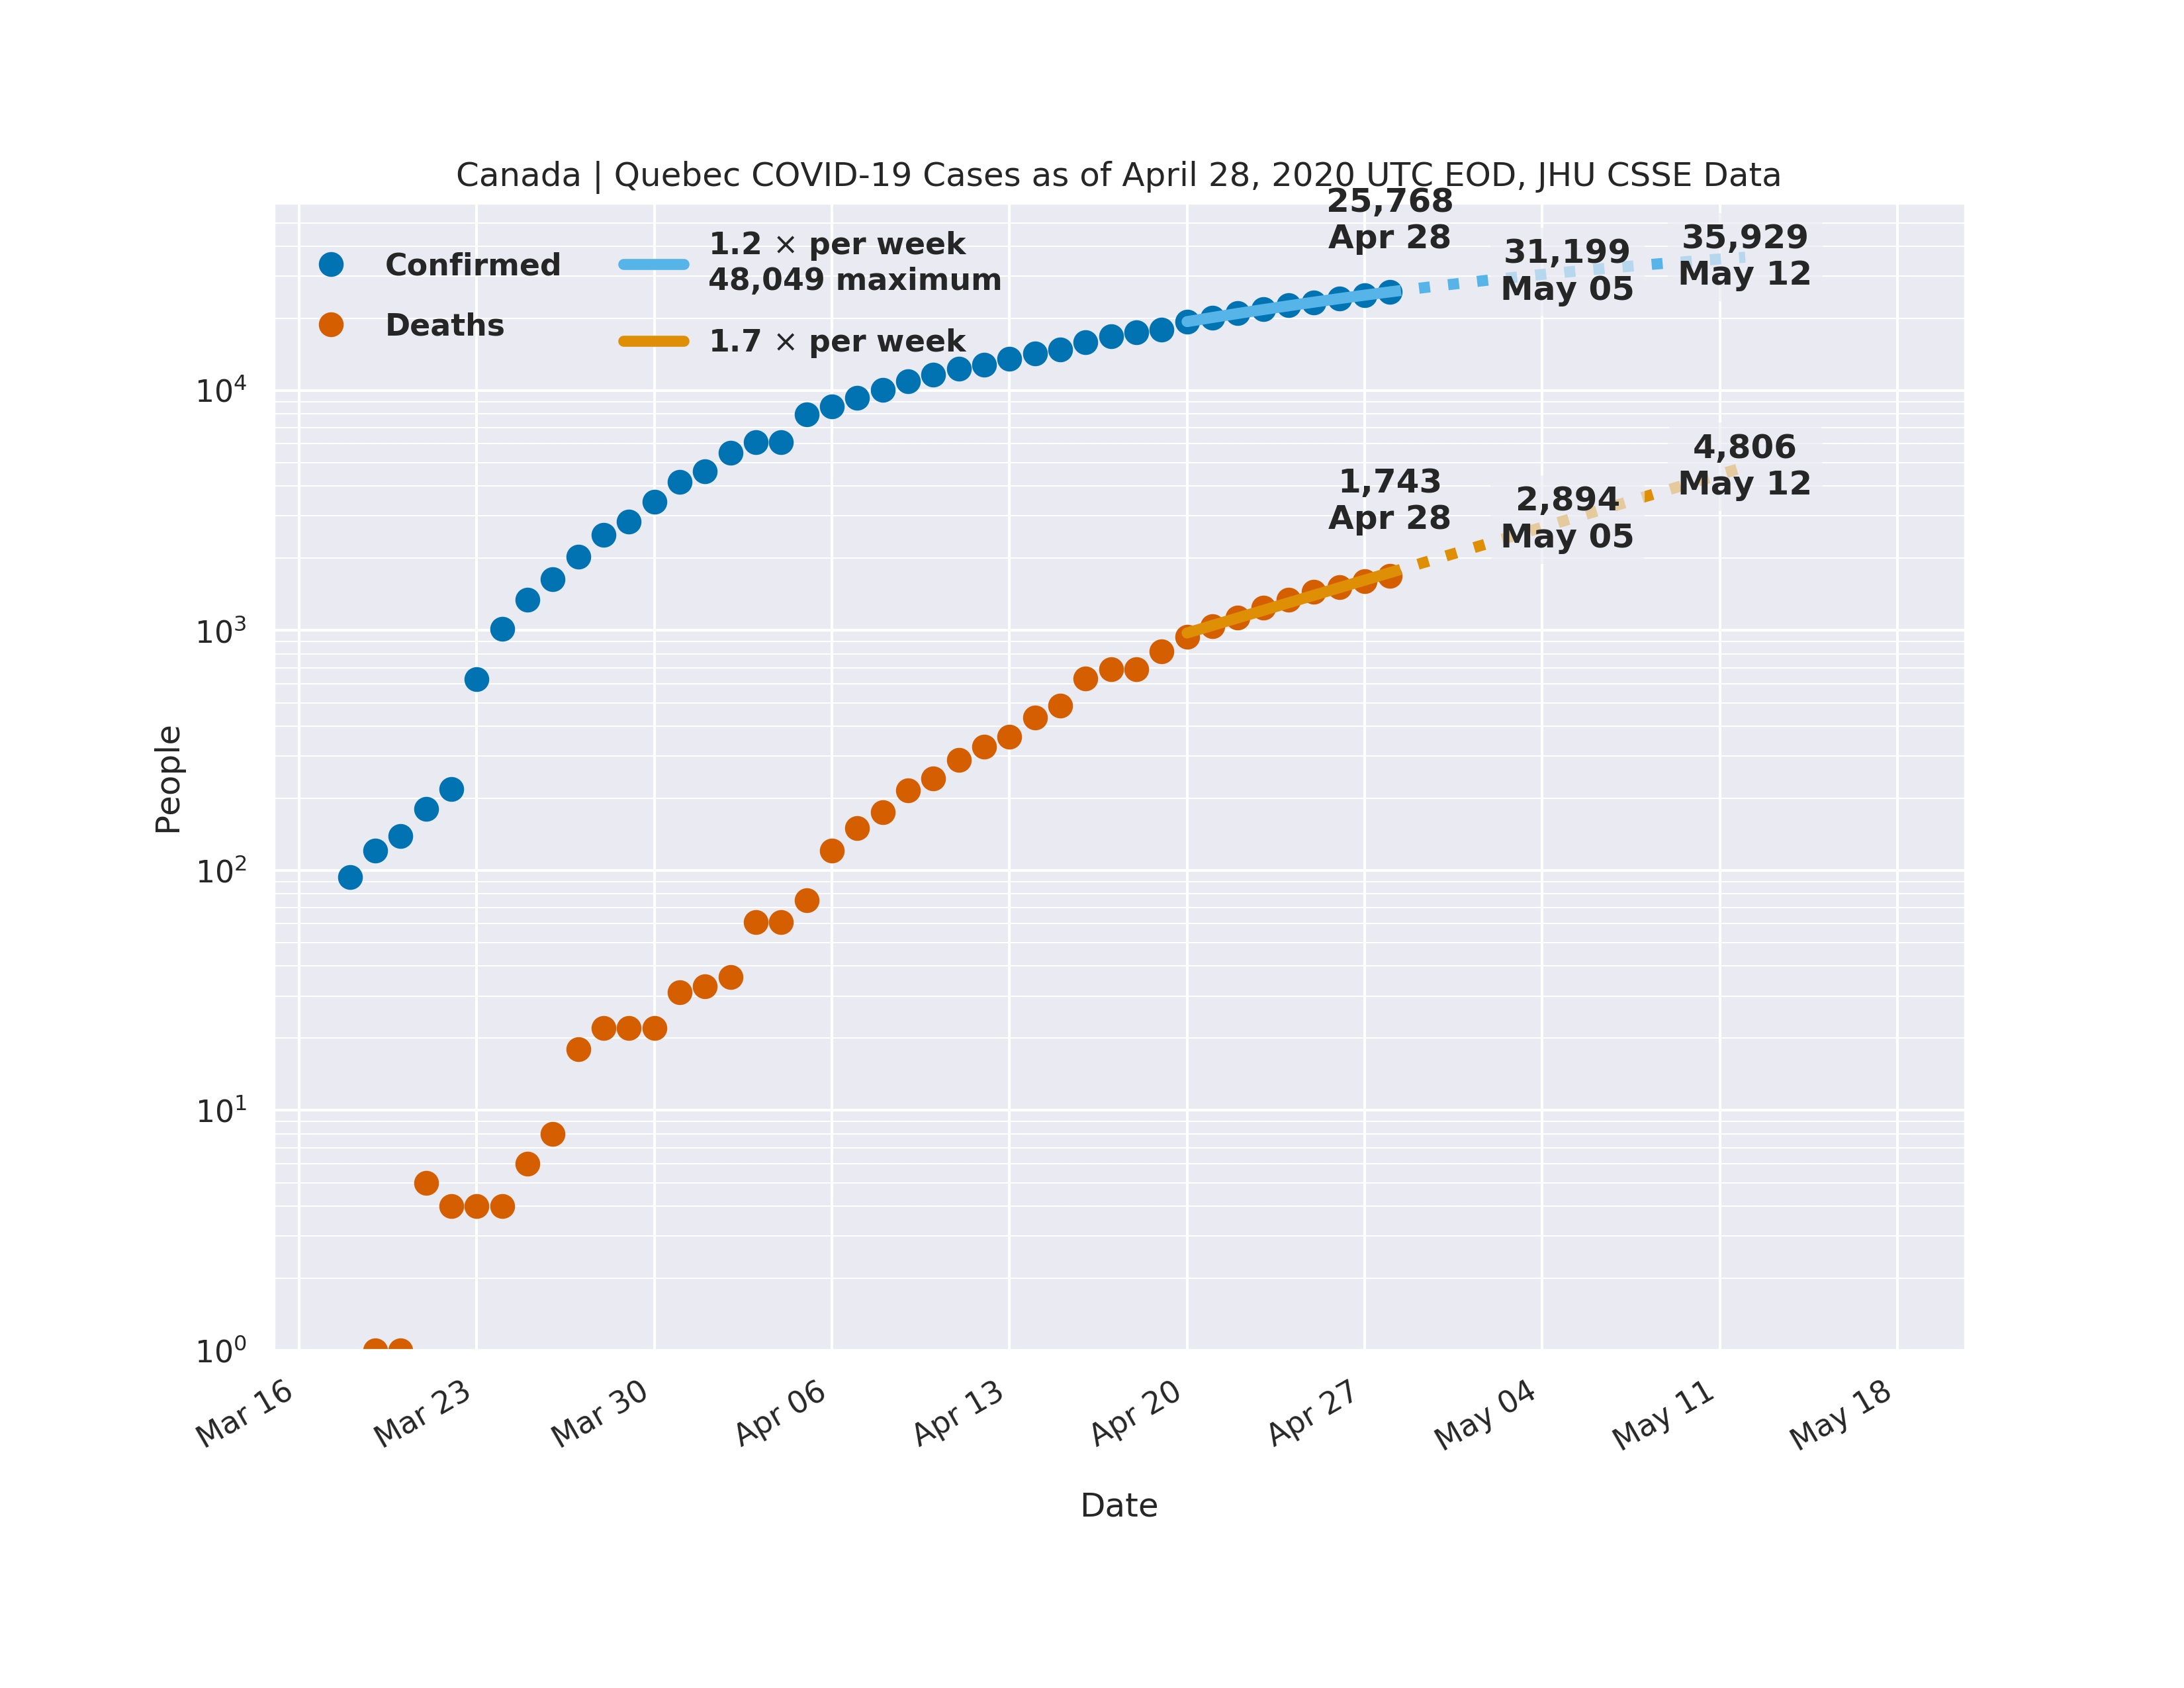 Canada | Quebec COVID-19 Cases as of April 28, 2020 UTC EOD, JHU CSSE Data
25,768
Apr 28
31,199
May 05
35,929
May 12
Confirmed
Deaths
1.2 × per week
48,049 maximum
1.7 × per week
1,743
Apr 28
2,894
May 05
4,806
May 12
People
10⁴
10³
10²
10¹
10⁰
Mar 16
Mar 23
Mar 30
Apr 06
Apr 13
Apr 20
Apr 27
May 04
May 11
May 18
Date